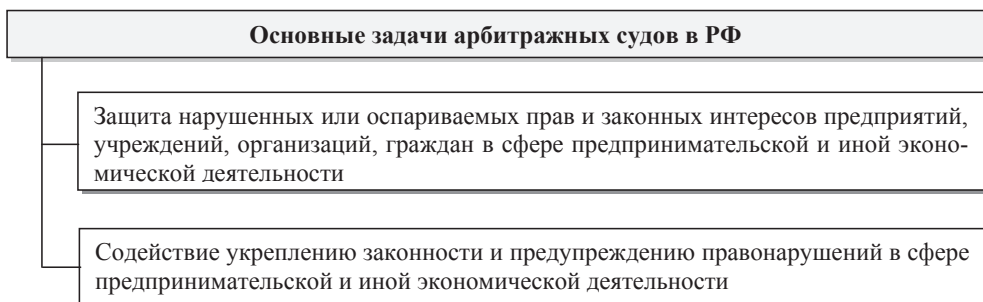 Основные задачи арбитражных судов в РФ
Защита нарушенных или оспариваемых прав и законных интересов предприятий,
учреждений, организаций, граждан в сфере предпринимательской и иной эконо-
мической деятельности
Содействие укреплению законности и предупреждению правонарушений в сфере
предпринимательской и иной экономической деятельности